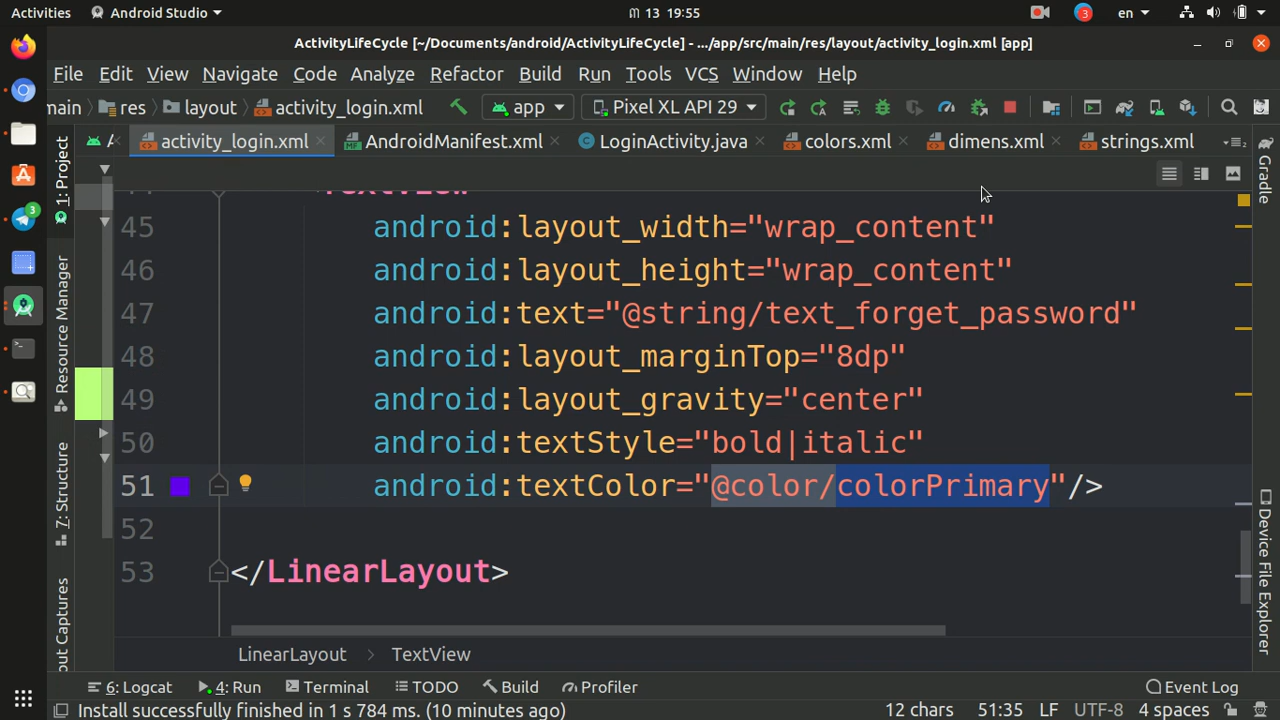 Activities Android Studio ฅ 13 19:55 3 en
ActivityLifeCycle [~/Documents/android/ActivityLifeCycle] - .../app/src/main/res/layout/activity_login.xml [app]
File Edit View Navigate Code Analyze Refactor Build Run Tools VCS Window Help
main res layout activity_login.xml app Pixel XL API 29
activity_login.xml AndroidManifest.xml LoginActivity.java colors.xml dimens.xml strings.xml
1: Project
Resource Manager
7: Structure
out Captures
Gradle
Device File Explorer
3
45 android:layout_width="wrap_content"
46 android:layout_height="wrap_content"
47 android:text="@string/text_forget_password"
48 android:layout_marginTop="8dp"
49 android:layout_gravity="center"
50 android:textStyle="bold|italic"
51 android:textColor="@color/colorPrimary"/>
52
53 </LinearLayout>
LinearLayout > TextView
6: Logcat 4: Run Terminal TODO Build Profiler Event Log
Install successfully finished in 1 s 784 ms. (10 minutes ago) 12 chars 51:35 LF UTF-8 4 spaces